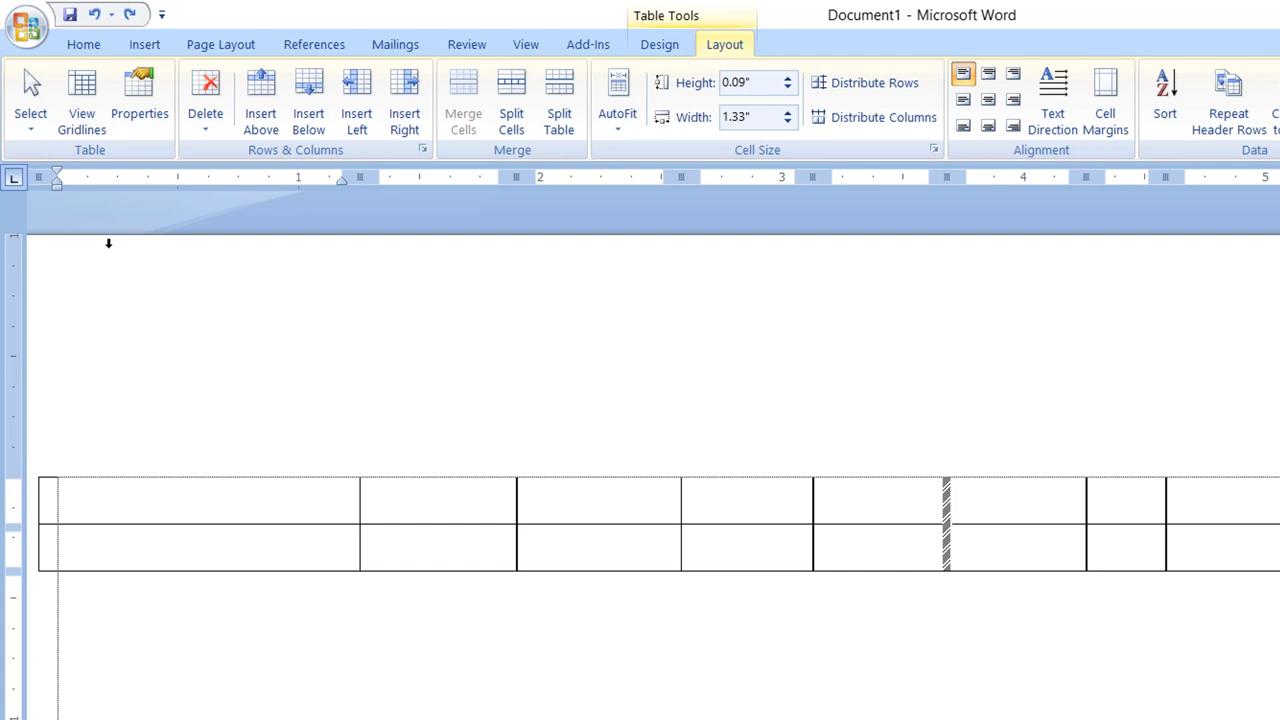 Table Tools
Document1 - Microsoft Word
Home Insert Page Layout References Mailings Review View Add-Ins Design Layout
Select
View Gridlines
Properties
Table
Delete
Insert Above
Insert Below
Insert Left
Insert Right
Rows & Columns
Merge Cells
Split Cells
Split Table
Merge
AutoFit
Height: 0.09"
Width: 1.33"
Distribute Rows
Distribute Columns
Cell Size
Text Direction
Cell Margins
Alignment
A
Z
Sort
Repeat Header Rows
Data
1 2 3 4 5